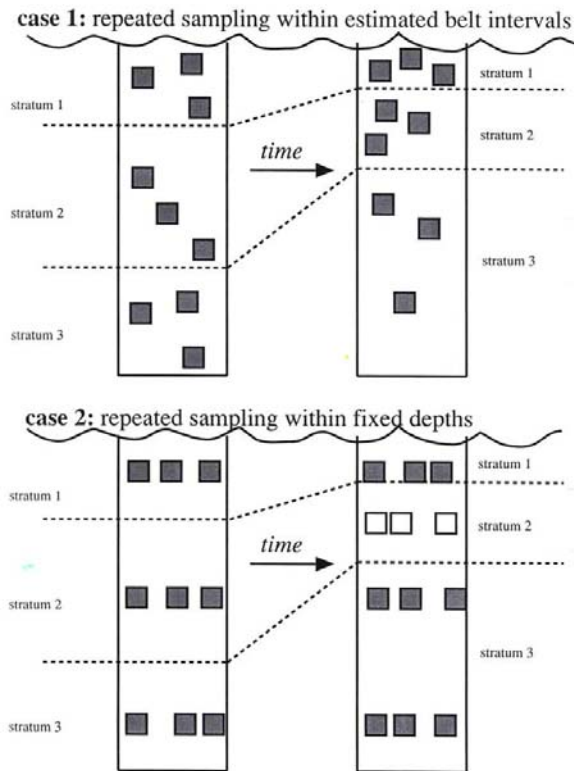 case 1: repeated sampling within estimated belt intervals
stratum 1
stratum 2
stratum 3
time
stratum 1
stratum 2
stratum 3
case 2: repeated sampling within fixed depths
stratum 1
stratum 2
stratum 3
time
stratum 1
stratum 2
stratum 3